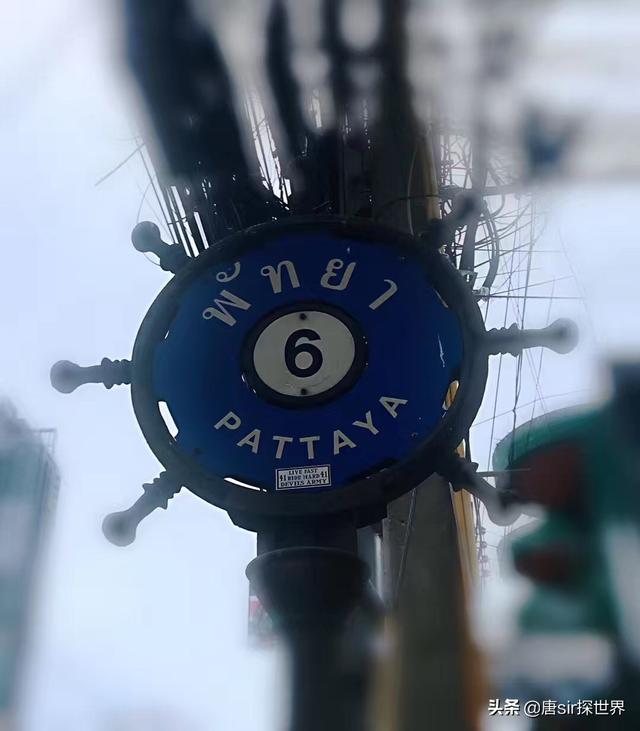 พัทยา
6
PATTAYA
LIVE FAST
RIDE HARD
DEVILS ARMY
头条 @唐sir探世界